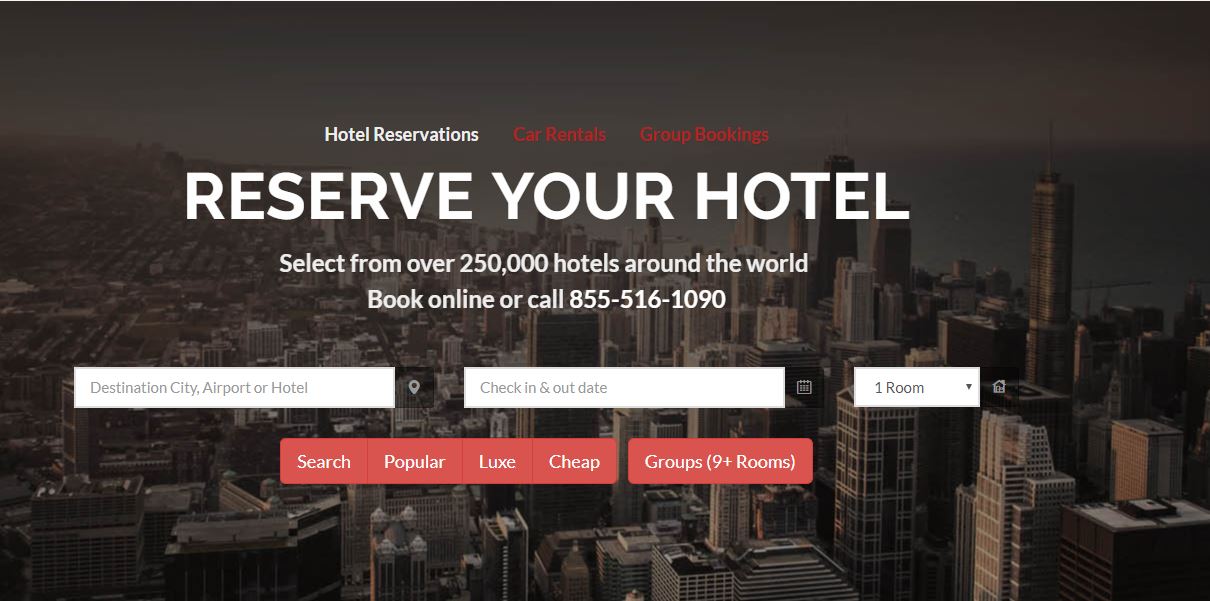 Hotel Reservations Car Rentals Group Bookings
RESERVE YOUR HOTEL
Select from over 250,000 hotels around the world
Book online or call 855-516-1090
Destination City, Airport or Hotel Check in & out date 1 Room
Search Popular Luxe Cheap Groups (9+ Rooms)